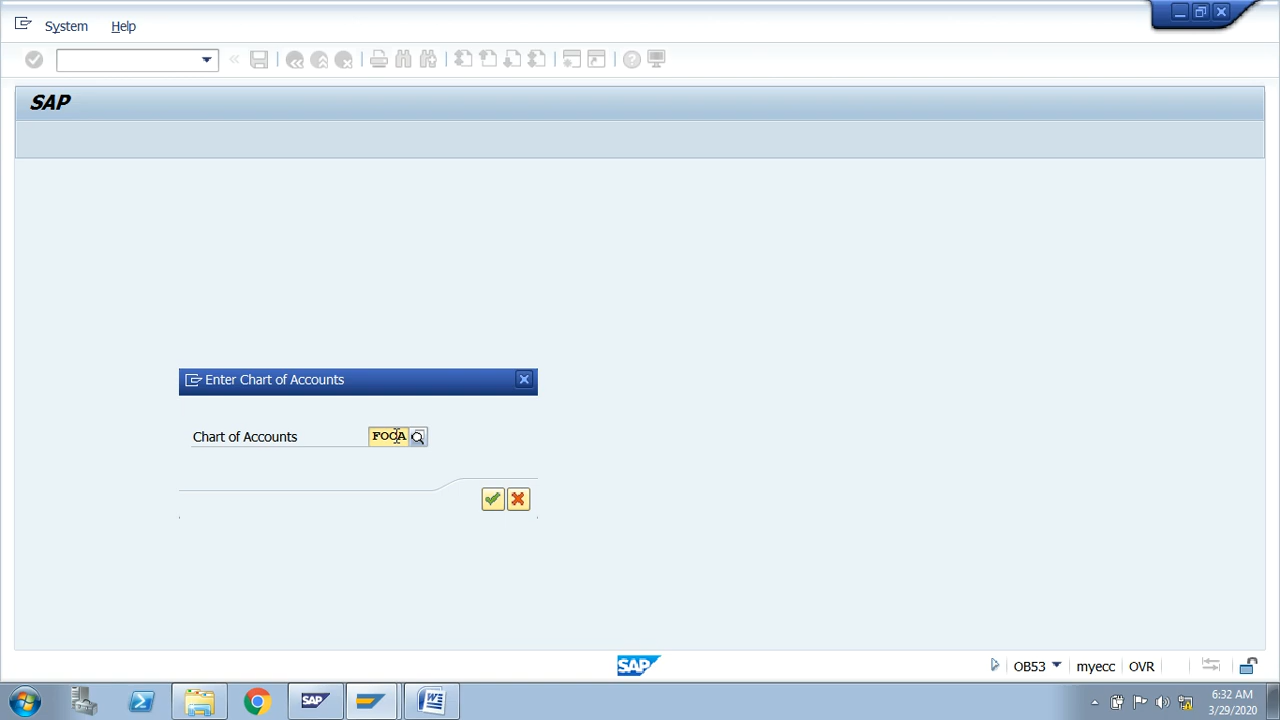 System Help
SAP
Enter Chart of Accounts
Chart of Accounts FOCA
SAP OB53 myecc OVR
SAP 6:32 AM
3/29/2020